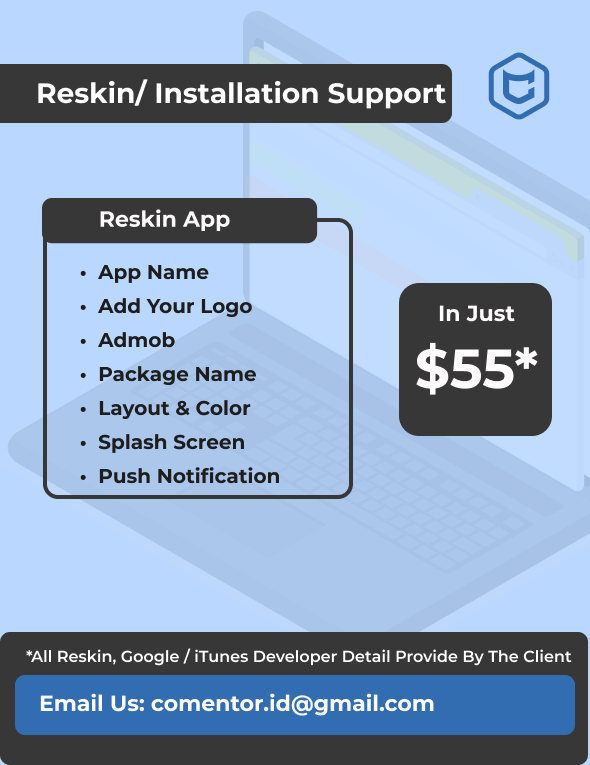 Reskin/ Installation Support
Reskin App
• App Name
• Add Your Logo
• Admob
• Package Name
• Layout & Color
• Splash Screen
• Push Notification
In Just
$55*
*All Reskin, Google / iTunes Developer Detail Provide By The Client
Email Us: comentor.id@gmail.com